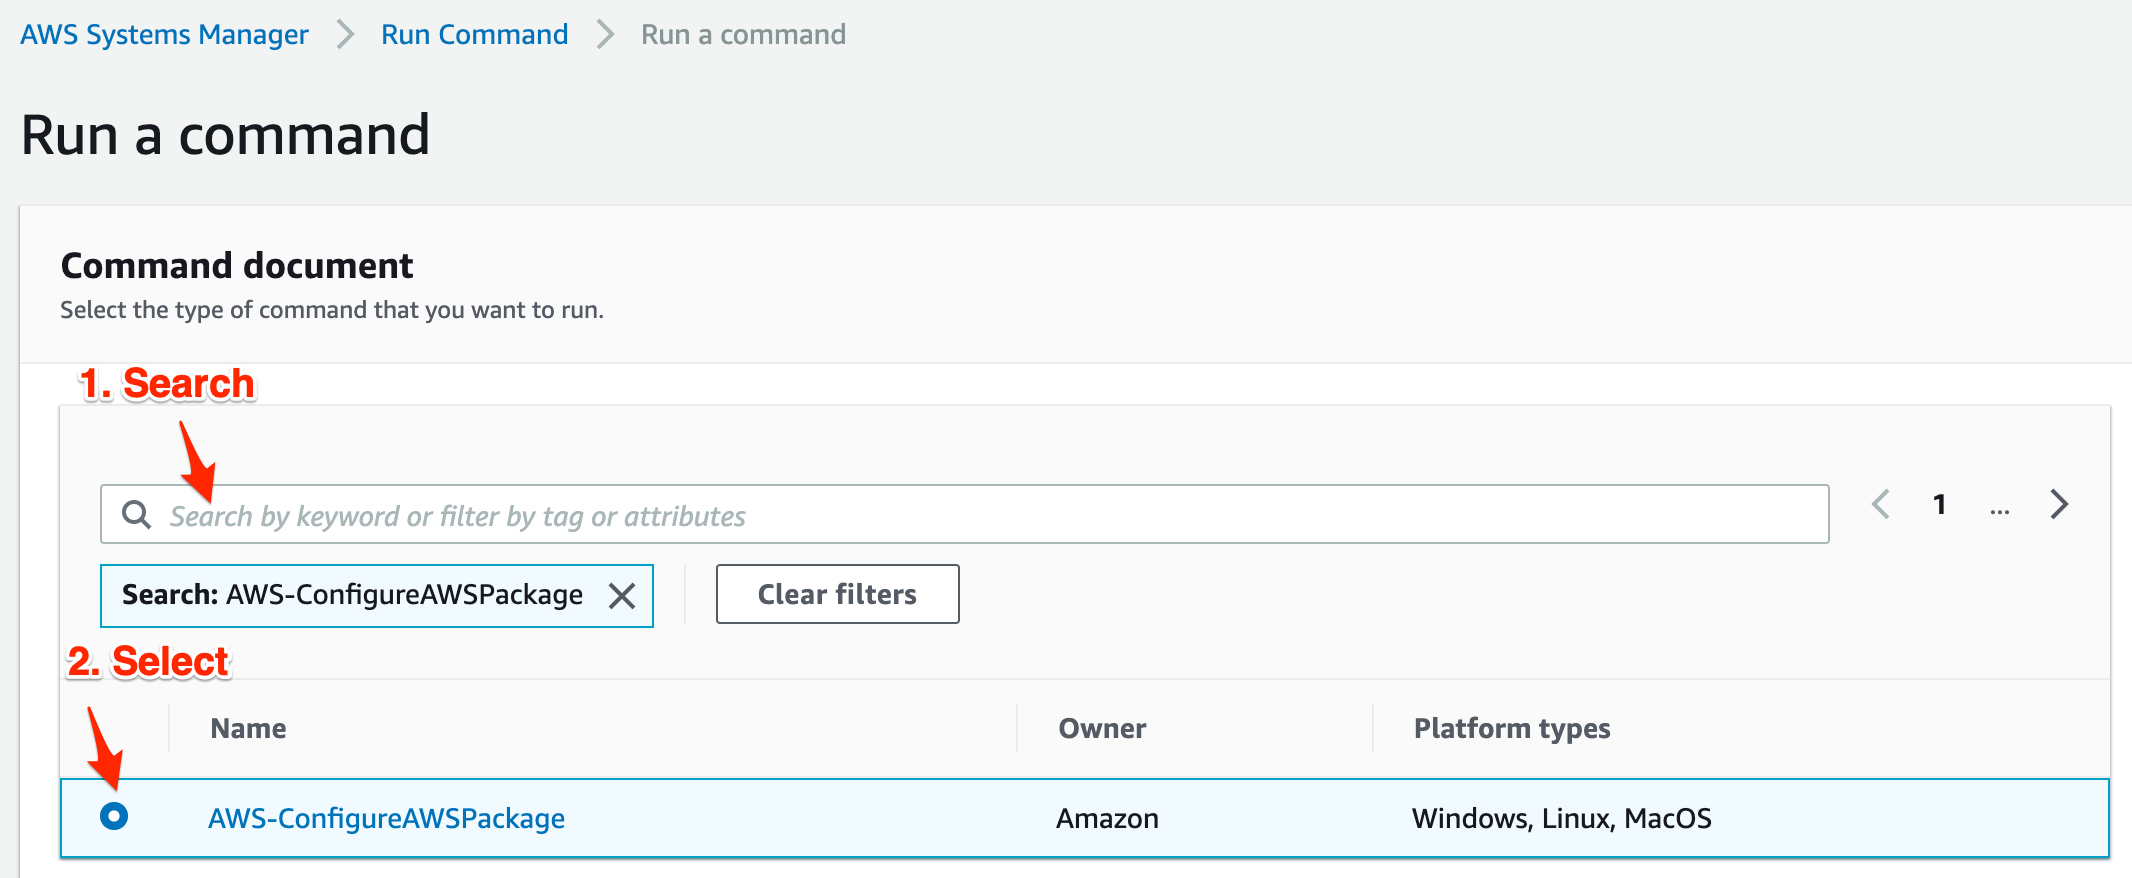 AWS Systems Manager > Run Command > Run a command
Run a command
Command document
Select the type of command that you want to run.
1. Search
Search by keyword or filter by tag or attributes
1 ...
Search: AWS-ConfigureAWSPackage
Clear filters
2. Select
Name Owner Platform types
AWS-ConfigureAWSPackage Amazon Windows, Linux, MacOS